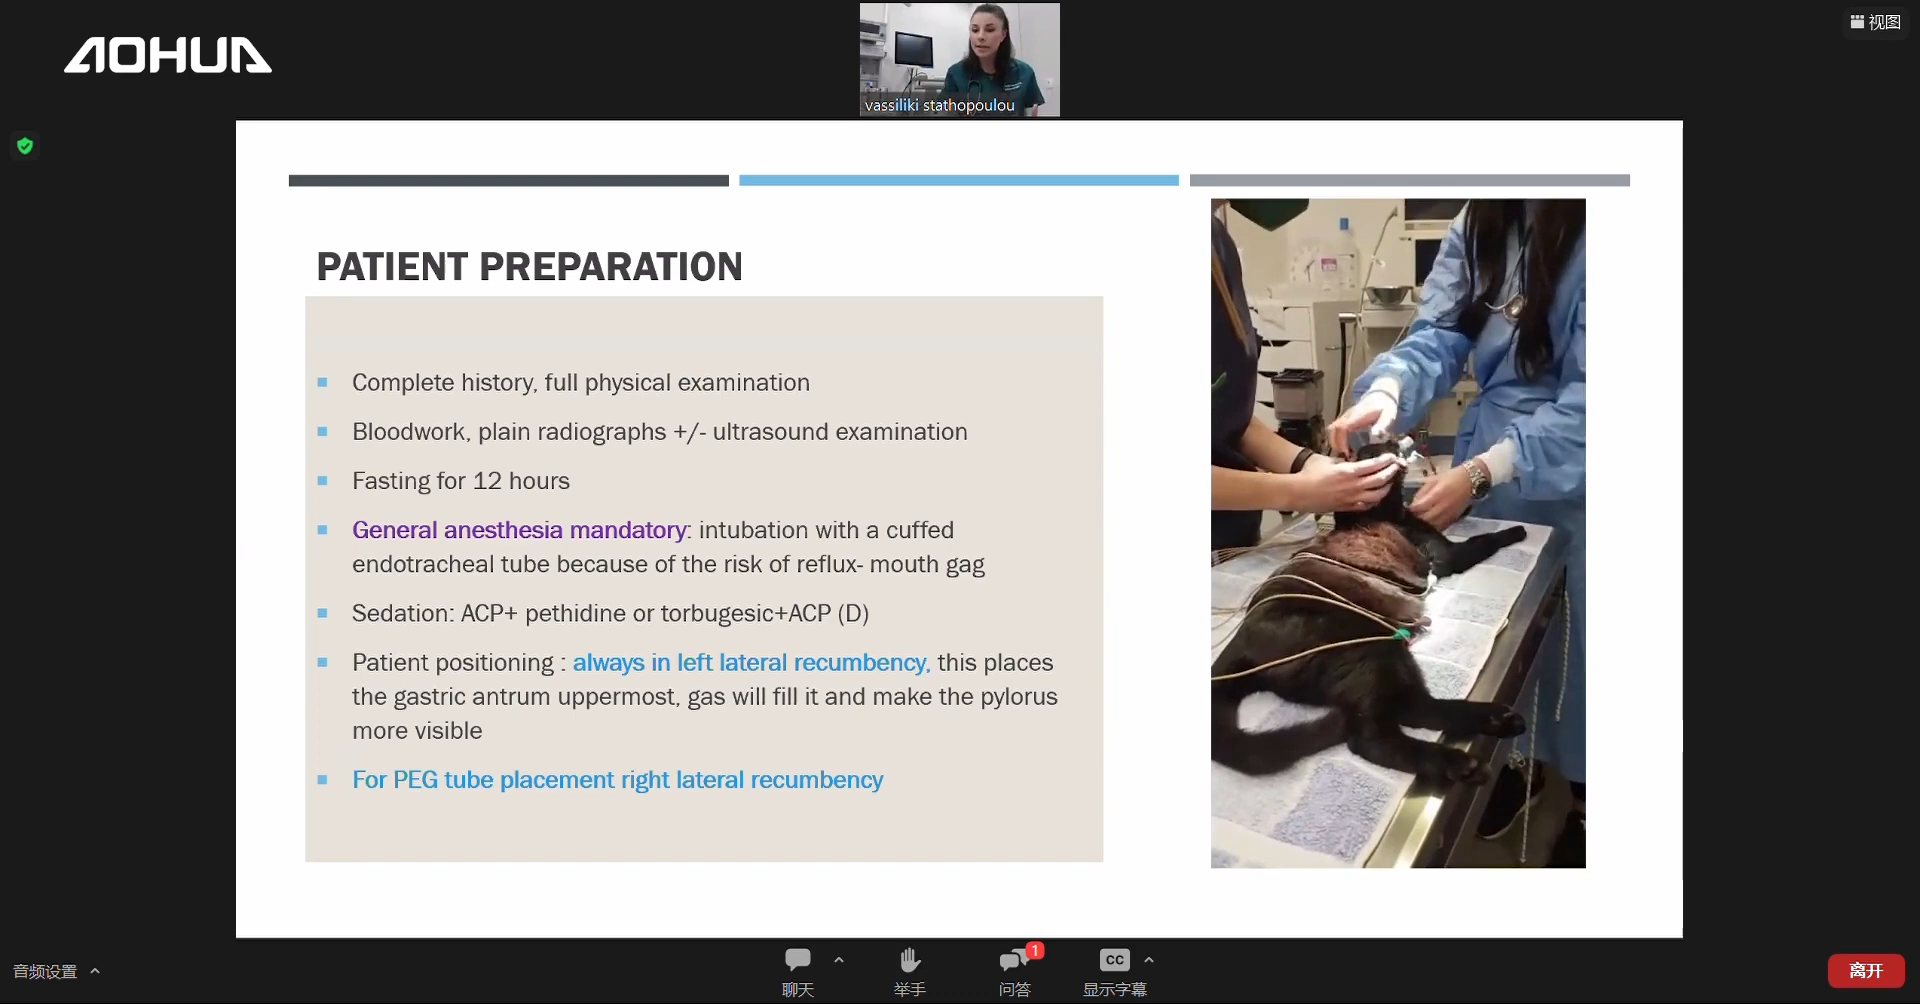 AOHUA
视图
vassiliki stathopoulou
PATIENT PREPARATION
Complete history, full physical examination
Bloodwork, plain radiographs +/- ultrasound examination
Fasting for 12 hours
General anesthesia mandatory: intubation with a cuffed
endotracheal tube because of the risk of reflux- mouth gag
Sedation: ACP+ pethidine or torbugesic+ACP (D)
Patient positioning : always in left lateral recumbency, this places
the gastric antrum uppermost, gas will fill it and make the pylorus
more visible
For PEG tube placement right lateral recumbency
音频设置
聊天
举手
1
问答
CC
显示字幕
离开